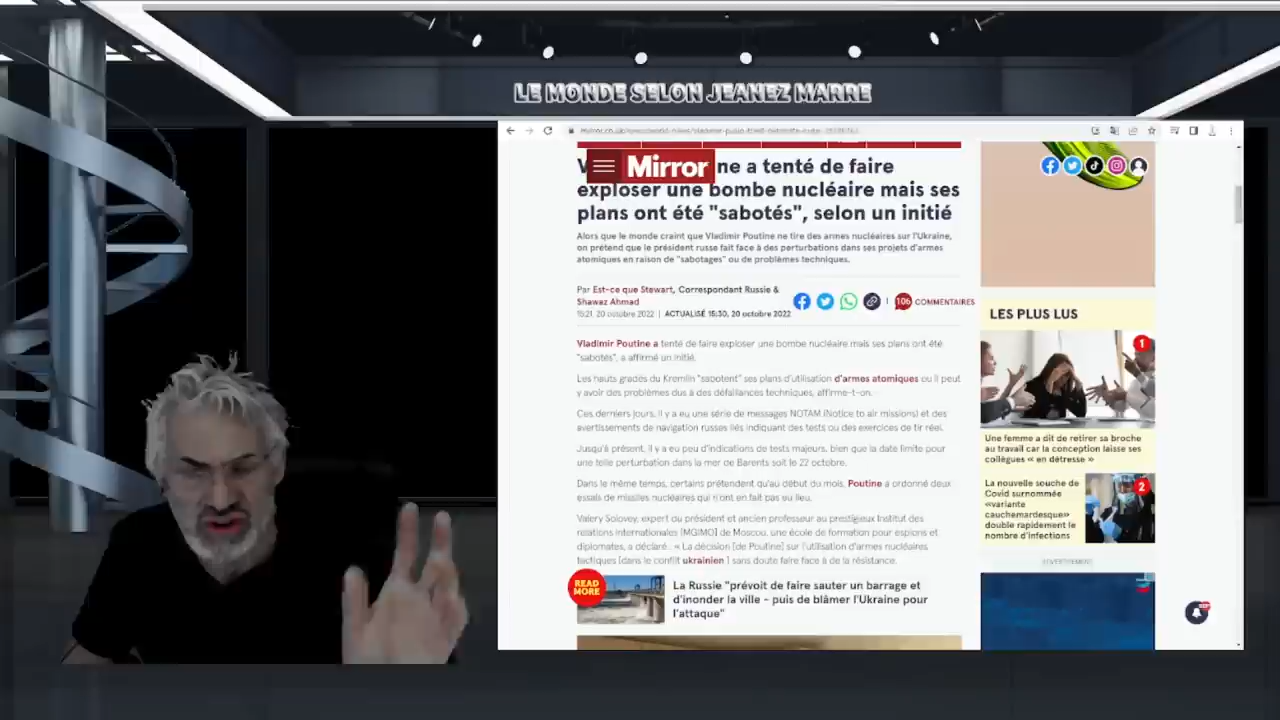 LE MONDE SELON JEANEZ MARRE
Mirror
ne a tenté de faire
exploser une bombe nucléaire mais ses
plans ont été "sabotés", selon un initié
Alors que le monde craint que Vladimir Poutine ne tire des armes nucléaires sur l'Ukraine,
on prétend que le président russe fait face à des perturbations dans ses projets d'armes
atomiques en raison de "sabotages" ou de problèmes techniques.
Par Est-ce que Stewart, Correspondant Russie &
Shawaz Ahmad
15:21, 20 octobre 2022 | ACTUALISÉ 15:30, 20 octobre 2022
106 COMMENTAIRES
Vladimir Poutine a tenté de faire exploser une bombe nucléaire mais ses plans ont été
"sabotés", a affirmé un initié.
Les hauts gradés du Kremlin "sabotent" ses plans d'utilisation d'armes atomiques ou il peut
y avoir des problèmes dus à des défaillances techniques, affirme-t-on.
Ces derniers jours, il y a eu une série de messages NOTAM (Notice to air missions) et des
avertissements de navigation russes liés indiquant des tests ou des exercices de tir réel.
Jusqu'à présent, il y a eu peu d'indications de tests majeurs, bien que la date limite pour
une telle perturbation dans la mer de Barents soit le 22 octobre.
Dans le même temps, certains prétendent qu'au début du mois, Poutine a ordonné deux
essais de missiles nucléaires qui n'ont en fait pas eu lieu.
Valery Solovey, expert du président et ancien professeur au prestigieux Institut des
relations internationales (MGIMO) de Moscou, une école de formation pour espions et
diplomates, a déclaré : « La décision [de Poutine] sur l'utilisation d'armes nucléaires
tactiques [dans le conflit ukrainien ] sans doute faire face à de la résistance.
READ
MORE
La Russie "prévoit de faire sauter un barrage et
d'inonder la ville - puis de blâmer l'Ukraine pour
l'attaque"
LES PLUS LUS
1
Une femme a dit de retirer sa broche
au travail car la conception laisse ses
collègues « en détresse »
La nouvelle souche de
Covid surnommée
«variante
cauchemardesque»
double rapidement le
nombre d'infections
2
ADVERTISEMENT